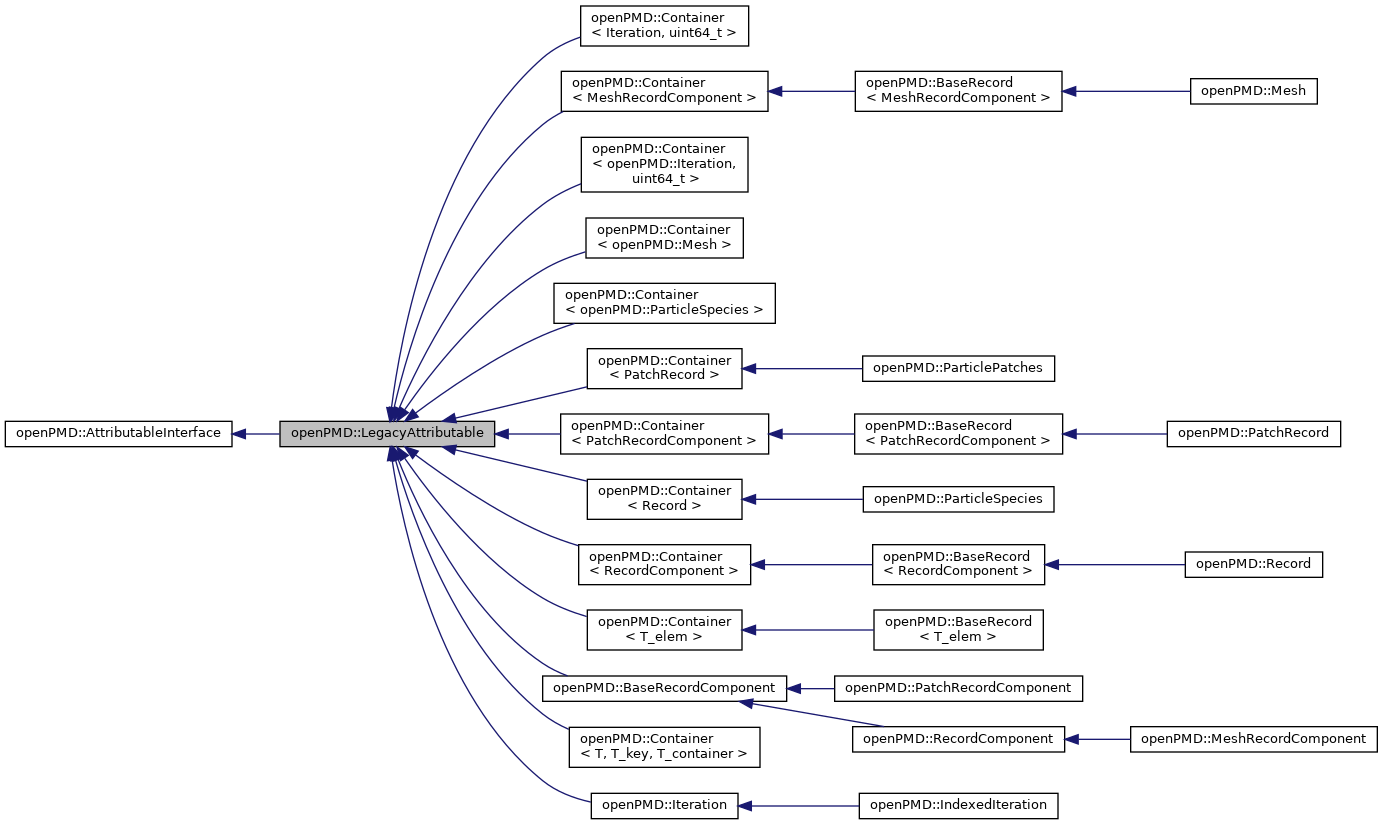 openPMD::Container
< Iteration, uint64_t >
openPMD::Container
< MeshRecordComponent >
openPMD::BaseRecord
< MeshRecordComponent >
openPMD::Mesh
openPMD::Container
< openPMD::Iteration,
uint64_t >
openPMD::Container
< openPMD::Mesh >
openPMD::Container
< openPMD::ParticleSpecies >
openPMD::Container
< PatchRecord >
openPMD::ParticlePatches
openPMD::AttributableInterface
openPMD::LegacyAttributable
openPMD::Container
< PatchRecordComponent >
openPMD::BaseRecord
< PatchRecordComponent >
openPMD::PatchRecord
openPMD::Container
< Record >
openPMD::ParticleSpecies
openPMD::Container
< RecordComponent >
openPMD::BaseRecord
< RecordComponent >
openPMD::Record
openPMD::Container
< T_elem >
openPMD::BaseRecord
< T_elem >
openPMD::BaseRecordComponent
openPMD::PatchRecordComponent
openPMD::Container
< T, T_key, T_container >
openPMD::RecordComponent
openPMD::MeshRecordComponent
openPMD::Iteration
openPMD::IndexedIteration